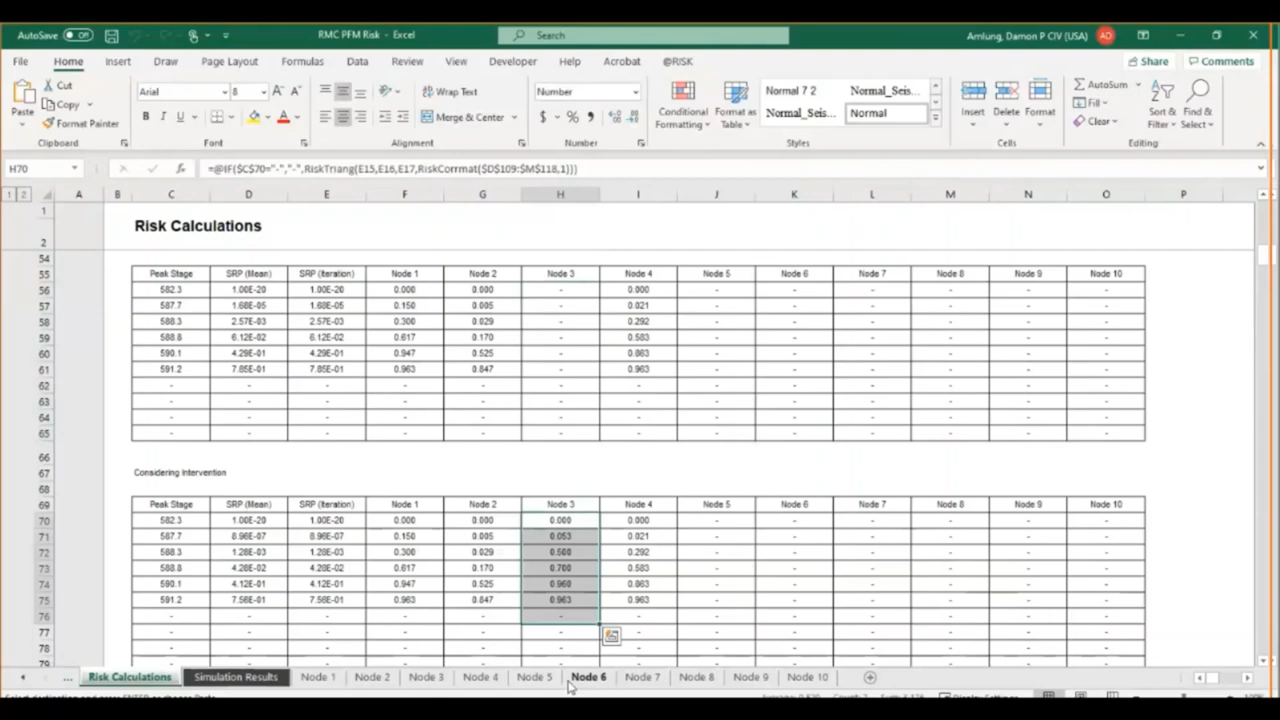 AutoSave Off RMC PFM Risk - Excel Search Amlung, Damon P CIV (USA) AD
File Home Insert Draw Page Layout Formulas Data Review View Developer Help Acrobat @RISK Share Comments
Paste Cut Copy Format Painter
Arial 8 A A
B I U A
Wrap Text
Merge & Center
Number
$ % 9
Conditional Formatting Format as Table
Normal 7 2 Normal_Seis...
Normal_Seis... Normal
Insert Delete Format
AutoSum Fill Clear
Sort & Filter Find & Select
Clipboard Font Alignment Number Styles Cells Editing
H70 fx =@IF($C$70="-","-",RiskTriang(E15,E16,E17,RiskCorrmat($D$109:$M$118,1)))
1 2 A B C D E F G H I J K L M N O P
1
2 Risk Calculations
54
55 Peak Stage SRP (Mean) SRP (Iteration) Node 1 Node 2 Node 3 Node 4 Node 5 Node 6 Node 7 Node 8 Node 9 Node 10
56 582.3 1.00E-20 1.00E-20 0.000 0.000 - 0.000 - - - - - -
57 587.7 1.68E-05 1.68E-05 0.150 0.005 - 0.021 - - - - - -
58 588.3 2.57E-03 2.57E-03 0.300 0.029 - 0.292 - - - - - -
59 588.8 6.12E-02 6.12E-02 0.617 0.170 - 0.583 - - - - - -
60 590.1 4.29E-01 4.29E-01 0.947 0.525 - 0.863 - - - - - -
61 591.2 7.85E-01 7.85E-01 0.963 0.847 - 0.963 - - - - - -
62 - - - - - - - - - - - - -
63 - - - - - - - - - - - - -
64 - - - - - - - - - - - - -
65 - - - - - - - - - - - - -
66
67 Considering Intervention
68
69 Peak Stage SRP (Mean) SRP (Iteration) Node 1 Node 2 Node 3 Node 4 Node 5 Node 6 Node 7 Node 8 Node 9 Node 10
70 582.3 1.00E-20 1.00E-20 0.000 0.000 0.000 0.000 - - - - - -
71 587.7 8.96E-07 8.96E-07 0.150 0.005 0.053 0.021 - - - - - -
72 588.3 1.28E-03 1.28E-03 0.300 0.029 0.500 0.292 - - - - - -
73 588.8 4.28E-02 4.28E-02 0.617 0.170 0.700 0.583 - - - - - -
74 590.1 4.12E-01 4.12E-01 0.947 0.525 0.960 0.863 - - - - - -
75 591.2 7.56E-01 7.56E-01 0.963 0.847 0.963 0.963 - - - - - -
76 - - - - - - - - - - - - -
77 - - - - - - - - - - - - -
78 - - - - - - - - - - - - -
79
... Risk Calculations Simulation Results Node 1 Node 2 Node 3 Node 4 Node 5 Node 6 Node 7 Node 8 Node 9 Node 10